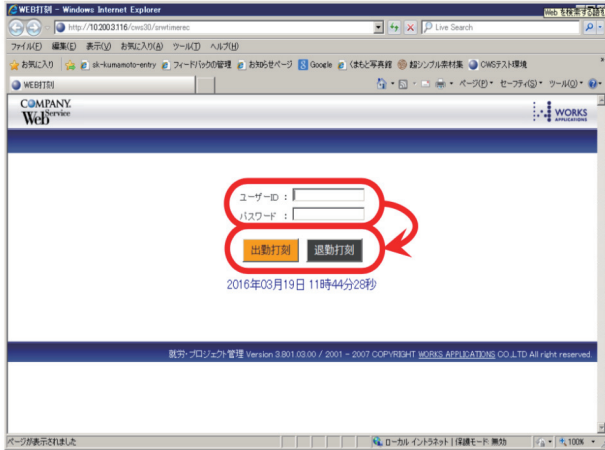 WEB打刻 - Windows Internet Explorer
Web を検索する語を
http://10.200.3.116/cws30/srwtimerec
Live Search
ファイル(F) 編集(E) 表示(V) お気に入り(A) ツール(T) ヘルプ(H)
お気に入り sk-kumamoto-entry フィードバックの管理 お知らせページ Google くまもと写真館 超シンプル素材集 CWSテスト環境
WEB打刻
ページ(P) セーフティ(S) ツール(O)
COMPANY
Web Service
WORKS
APPLICATIONS
ユーザーID :
パスワード :
出勤打刻 退勤打刻
2016年03月19日 11時44分28秒
就労・プロジェクト管理 Version 3.801.03.00 / 2001 - 2007 COPYRIGHT WORKS APPLICATIONS CO.,LTD All right reserved.
ページが表示されました
ローカル イントラネット | 保護モード: 無効
100%